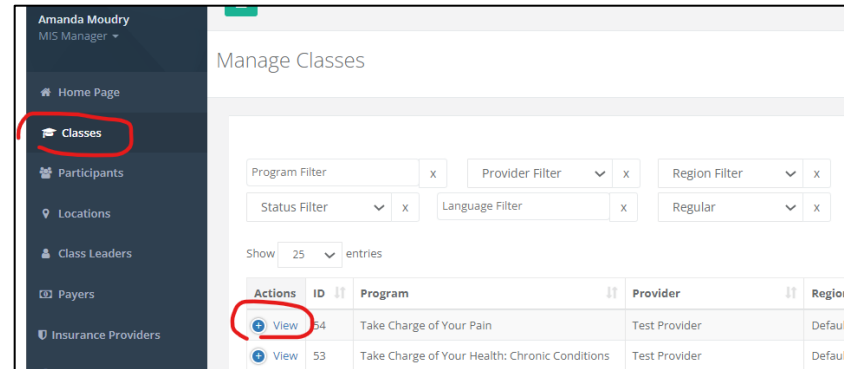 Amanda Moudry
MIS Manager
Manage Classes
Home Page
Classes
Participants
Locations
Class Leaders
Payers
Insurance Providers
Program Filter x Provider Filter x Region Filter x
Status Filter x Language Filter x Regular x
Show 25 entries
Actions ID Program Provider
View 54 Take Charge of Your Pain Test Provider
View 53 Take Charge of Your Health: Chronic Conditions Test Provider